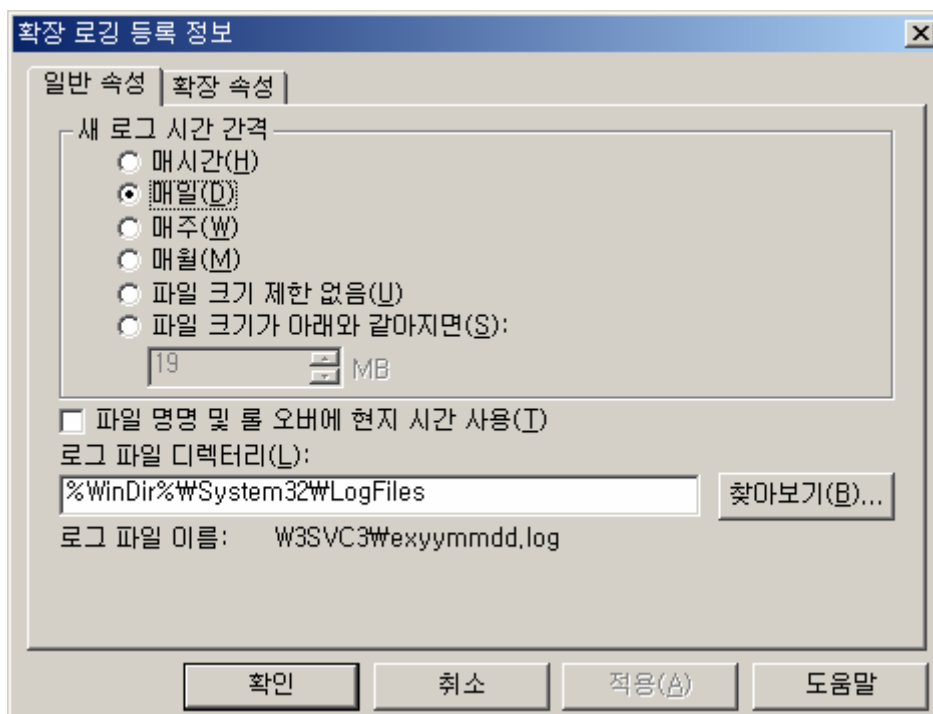 확장 로깅 등록 정보
일반 속성 확장 속성
새 로그 시간 간격
매시간(H)
매일(D)
매주(W)
매월(M)
파일 크기 제한 없음(U)
파일 크기가 아래와 같아지면(S):
19 MB
파일 명명 및 롤 오버에 현지 시간 사용(T)
로그 파일 디렉터리(L):
%WinDir%₩System32₩LogFiles 찾아보기(B)...
로그 파일 이름: W3SVC3₩exyymmdd.log
확인 취소 적용(A) 도움말